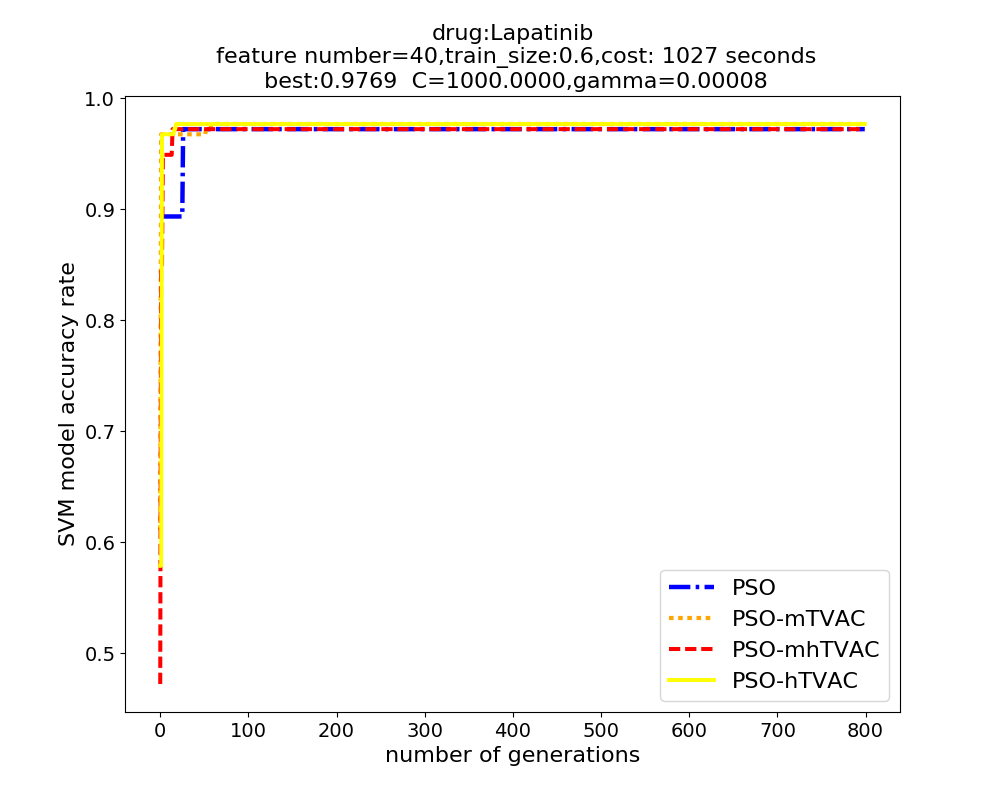 drug:Lapatinib
feature number=40,train_size:0.6,cost: 1027 seconds
best:0.9769  C=1000.0000,gamma=0.00008
1.0
0.9
0.8
0.7
0.6
0.5
SVM model accuracy rate
PSO
PSO-mTVAC
PSO-mhTVAC
PSO-hTVAC
0 100 200 300 400 500 600 700 800
number of generations